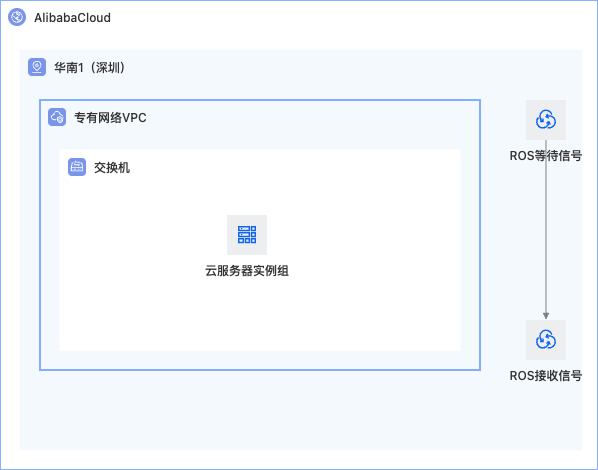 AlibabaCloud
华南1（深圳）
专有网络VPC
ROS等待信号
交换机
云服务器实例组
ROS接收信号